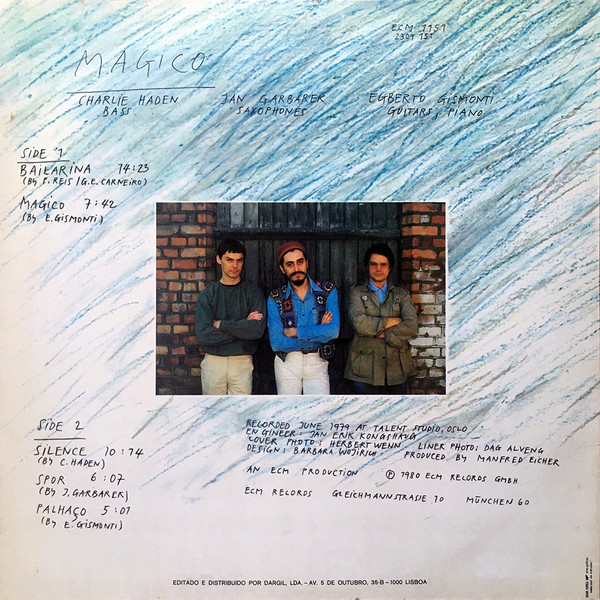 ECM 1151
2301 151
MAGICO
CHARLIE HADEN
BASS
JAN GARBAREK
SAXOPHONES
EGBERTO GISMONTI
GUITARS, PIANO
SIDE 1
BAILARINA 14:23
(BY P. REIS / G.E. CARNEIRO)
MAGICO 7:42
(BY E. GISMONTI)
SIDE 2
SILENCE 10:14
(BY C. HADEN)
SPOR 6:07
(BY J. GARBAREK)
PALHAÇO 5:01
(BY E. GISMONTI)
RECORDED JUNE 1979 AT TALENT STUDIO, OSLO
ENGINEER: JAN ERIK KONGSHAUG
COVER PHOTO: HERBERT WENN LINER PHOTO: DAG ALVENG
DESIGN: BARBARA WOJIRSCH PRODUCED BY MANFRED EICHER
AN ECM PRODUCTION ℗ 1980 ECM RECORDS GMBH
ECM RECORDS GLEICHMANNSTRASSE 10 MÜNCHEN 60
EDITADO E DISTRIBUIDO POR DARGIL, LDA. – AV. 5 DE OUTUBRO, 35-B – 1000 LISBOA